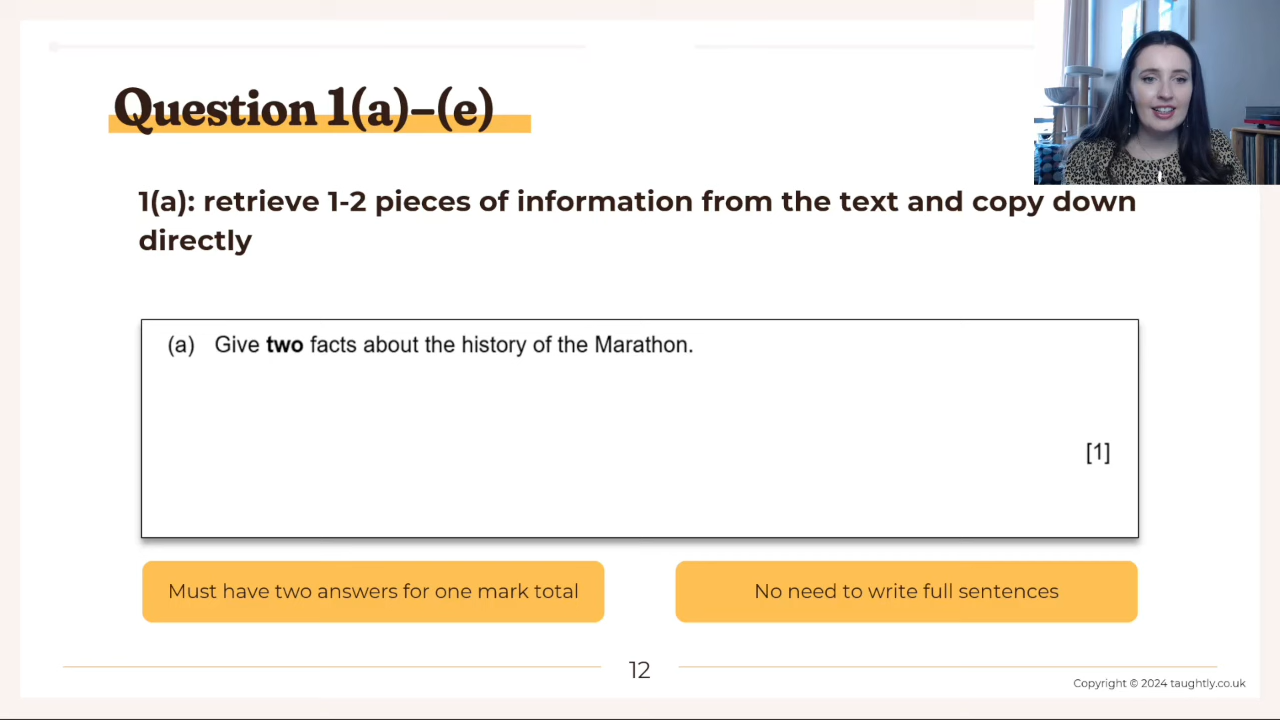 Question 1(a)–(e)
1(a): retrieve 1-2 pieces of information from the text and copy down
directly
(a) Give two facts about the history of the Marathon.
[1]
Must have two answers for one mark total
No need to write full sentences
12
Copyright © 2024 taughtly.co.uk